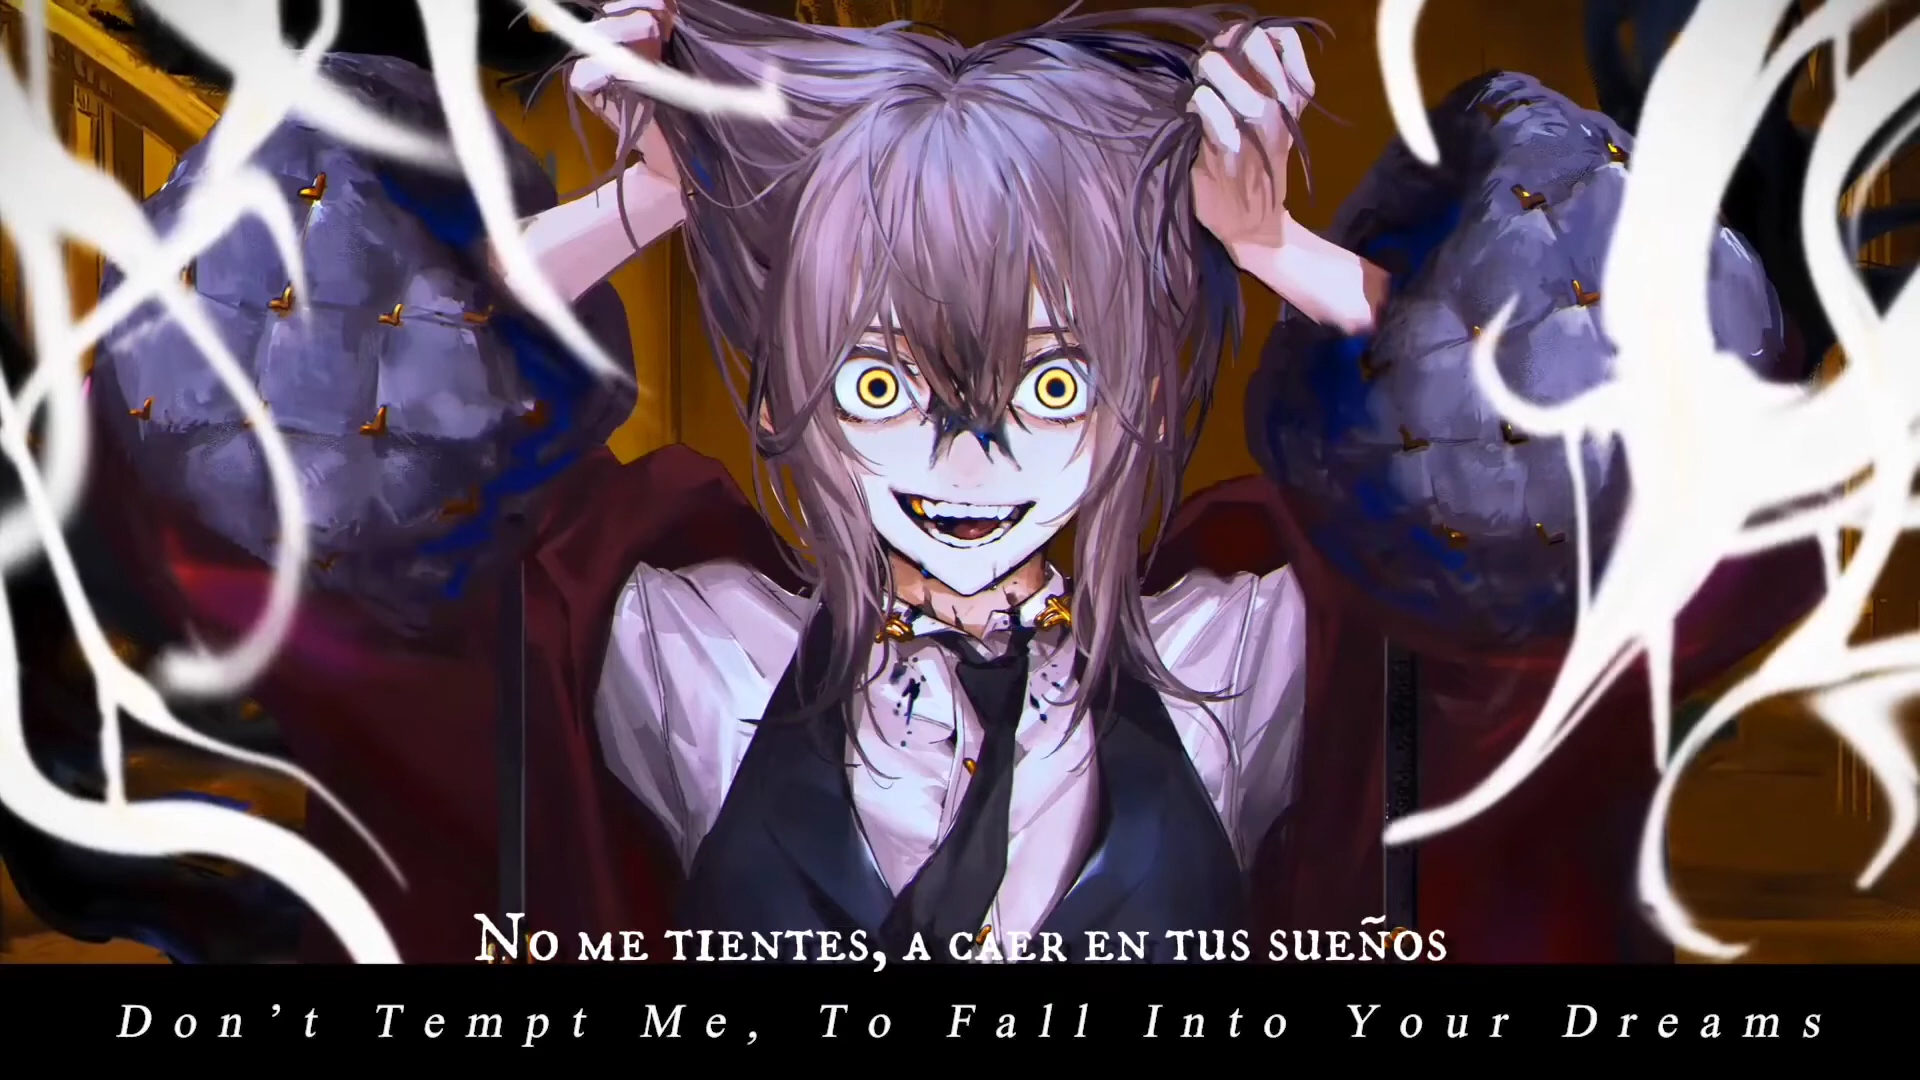 No me tientes, a caer en tus sueños
Don't Tempt Me, To Fall Into Your Dreams